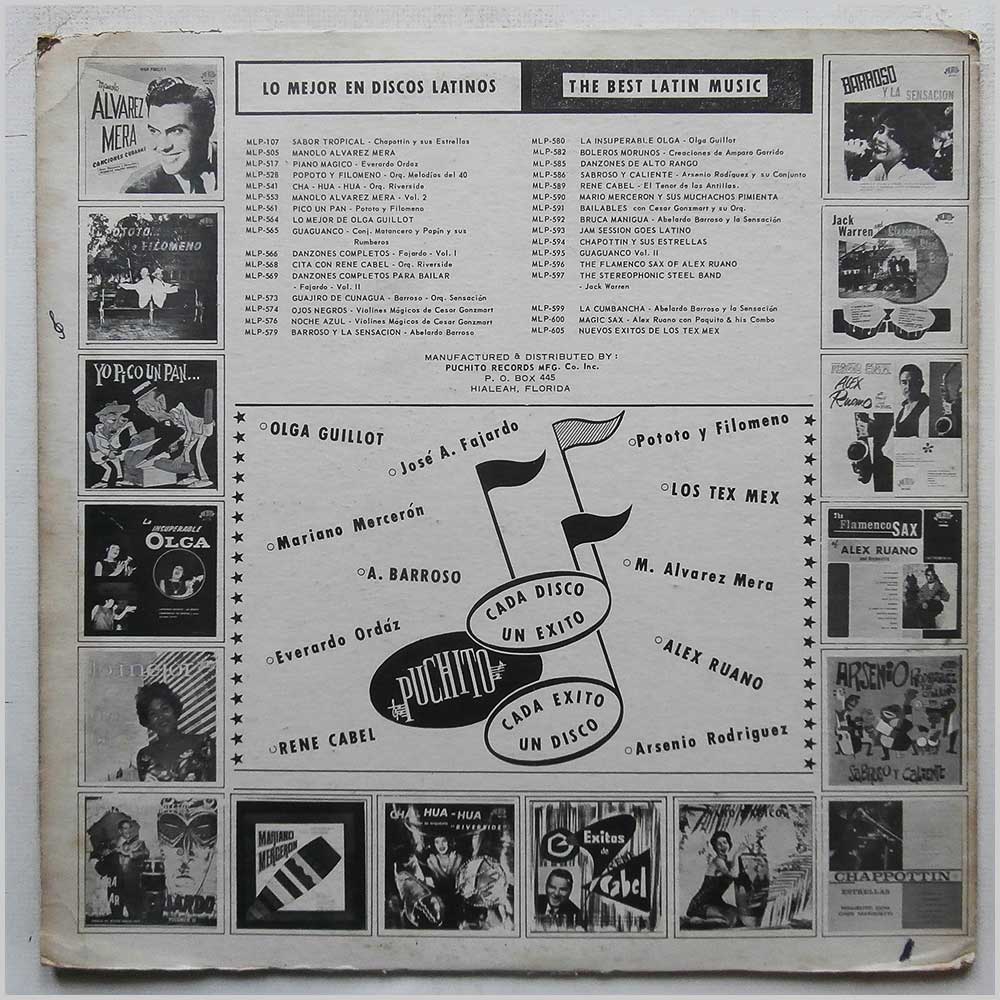 LO MEJOR EN DISCOS LATINOS
THE BEST LATIN MUSIC
MLP-107 SABOR TROPICAL - Chapottin y sus Estrellas
MLP-505 MANOLO ALVAREZ MERA
MLP-517 PIANO MAGICO - Everardo Ordaz
MLP-528 POPOTO Y FILOMENO - Orq. Melodías del 40
MLP-541 CHA - HUA - HUA - Orq. Riverside
MLP-553 MANOLO ALVAREZ MERA - Vol. 2
MLP-561 PICO UN PAN - Pototo y Filomeno
MLP-564 LO MEJOR DE OLGA GUILLOT
MLP-565 GUAGUANCO - Conj. Matancero y Papín y sus
Rumberos
MLP-566 DANZONES COMPLETOS - Fajardo - Vol. I
MLP-568 CITA CON RENE CABEL - Orq. Riverside
MLP-569 DANZONES COMPLETOS PARA BAILAR
- Fajardo - Vol. II
MLP-573 GUAJIRO DE CUNAGUA - Barroso - Orq. Sensación
MLP-574 OJOS NEGROS - Violines Mágicos de Cesar Gonzmart
MLP-576 NOCHE AZUL - Violines Mágicos de Cesar Gonzmart
MLP-579 BARROSO Y LA SENSACION - Abelardo Barroso
MLP-580 LA INSUPERABLE OLGA - Olga Guillot
MLP-582 BOLEROS MORUNOS - Creaciones de Amparo Garrido
MLP-585 DANZONES DE ALTO RANGO
MLP-586 SABROSO Y CALIENTE - Arsenio Radíguez y su Conjunto
MLP-589 RENE CABEL - El Tenor de las Antillas.
MLP-590 MARIO MERCERON Y SUS MUCHACHOS PIMIENTA
MLP-591 BAILABLES - con Cesar Gonzmart y su Orq.
MLP-592 BRUCA MANIGUA - Abelardo Barroso y la Sensación
MLP-593 JAM SESSION GOES LATINO
MLP-594 CHAPOTTIN Y SUS ESTRELLAS
MLP-595 GUAGUANCO Vol. II
MLP-596 THE FLAMENCO SAX OF ALEX RUANO
MLP-597 THE STEREOPHONIC STEEL BAND
- Jack Warren
MLP-599 LA CUMBANCHA - Abelardo Barroso y la Sensación
MLP-600 MAGIC SAX - Alex Ruano con Paquito & his Combo
MLP-605 NUEVOS EXITOS DE LOS TEX MEX
MANUFACTURED & DISTRIBUTED BY:
PUCHITO RECORDS MFG. Co. Inc.
P. O. BOX 445
HIALEAH, FLORIDA
OLGA GUILLOT
José A. Fajardo
Pototo y Filomeno
LOS TEX MEX
Mariano Mercerón
A. BARROSO
M. Alvarez Mera
CADA DISCO
UN EXITO
Everardo Ordáz
ALEX RUANO
PUCHITO
CADA EXITO
UN DISCO
RENE CABEL
Arsenio Rodriguez
Manolo
ALVAREZ
MERA
CANCIONES CUBANAS
POTOTO
FILOMENO
YO PICO UN PAN...
La
INSUPERABLE
OLGA
lo mejor
FAJARDO
MARIANO
MERCERON
CHA HUA - HUA
RIVERSIDE
Exitos
de
Cabel
BARROSO
Y LA SENSACION
Jack
Warren
ALEX
Ruano
The
Flamenco SAX
of ALEX RUANO
ARSENIO
SABROSO Y CALIENTE
CHAPPOTTIN
ESTRELLAS